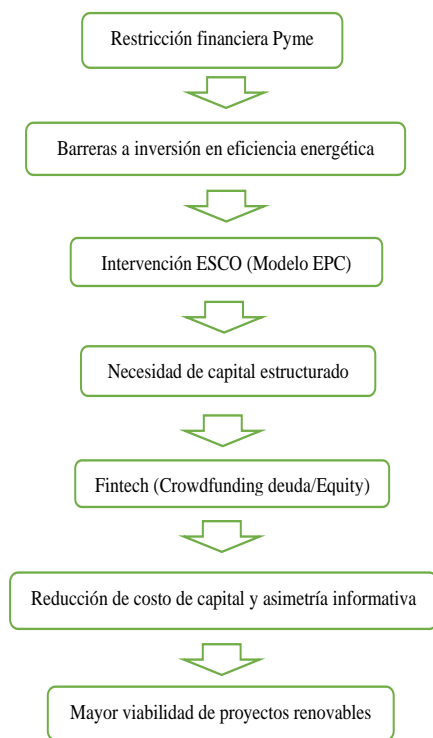 Restricción financiera Pyme
Barreras a inversión en eficiencia energética
Intervención ESCO (Modelo EPC)
Necesidad de capital estructurado
Fintech (Crowdfunding deuda/Equity)
Reducción de costo de capital y asimetría informativa
Mayor viabilidad de proyectos renovables